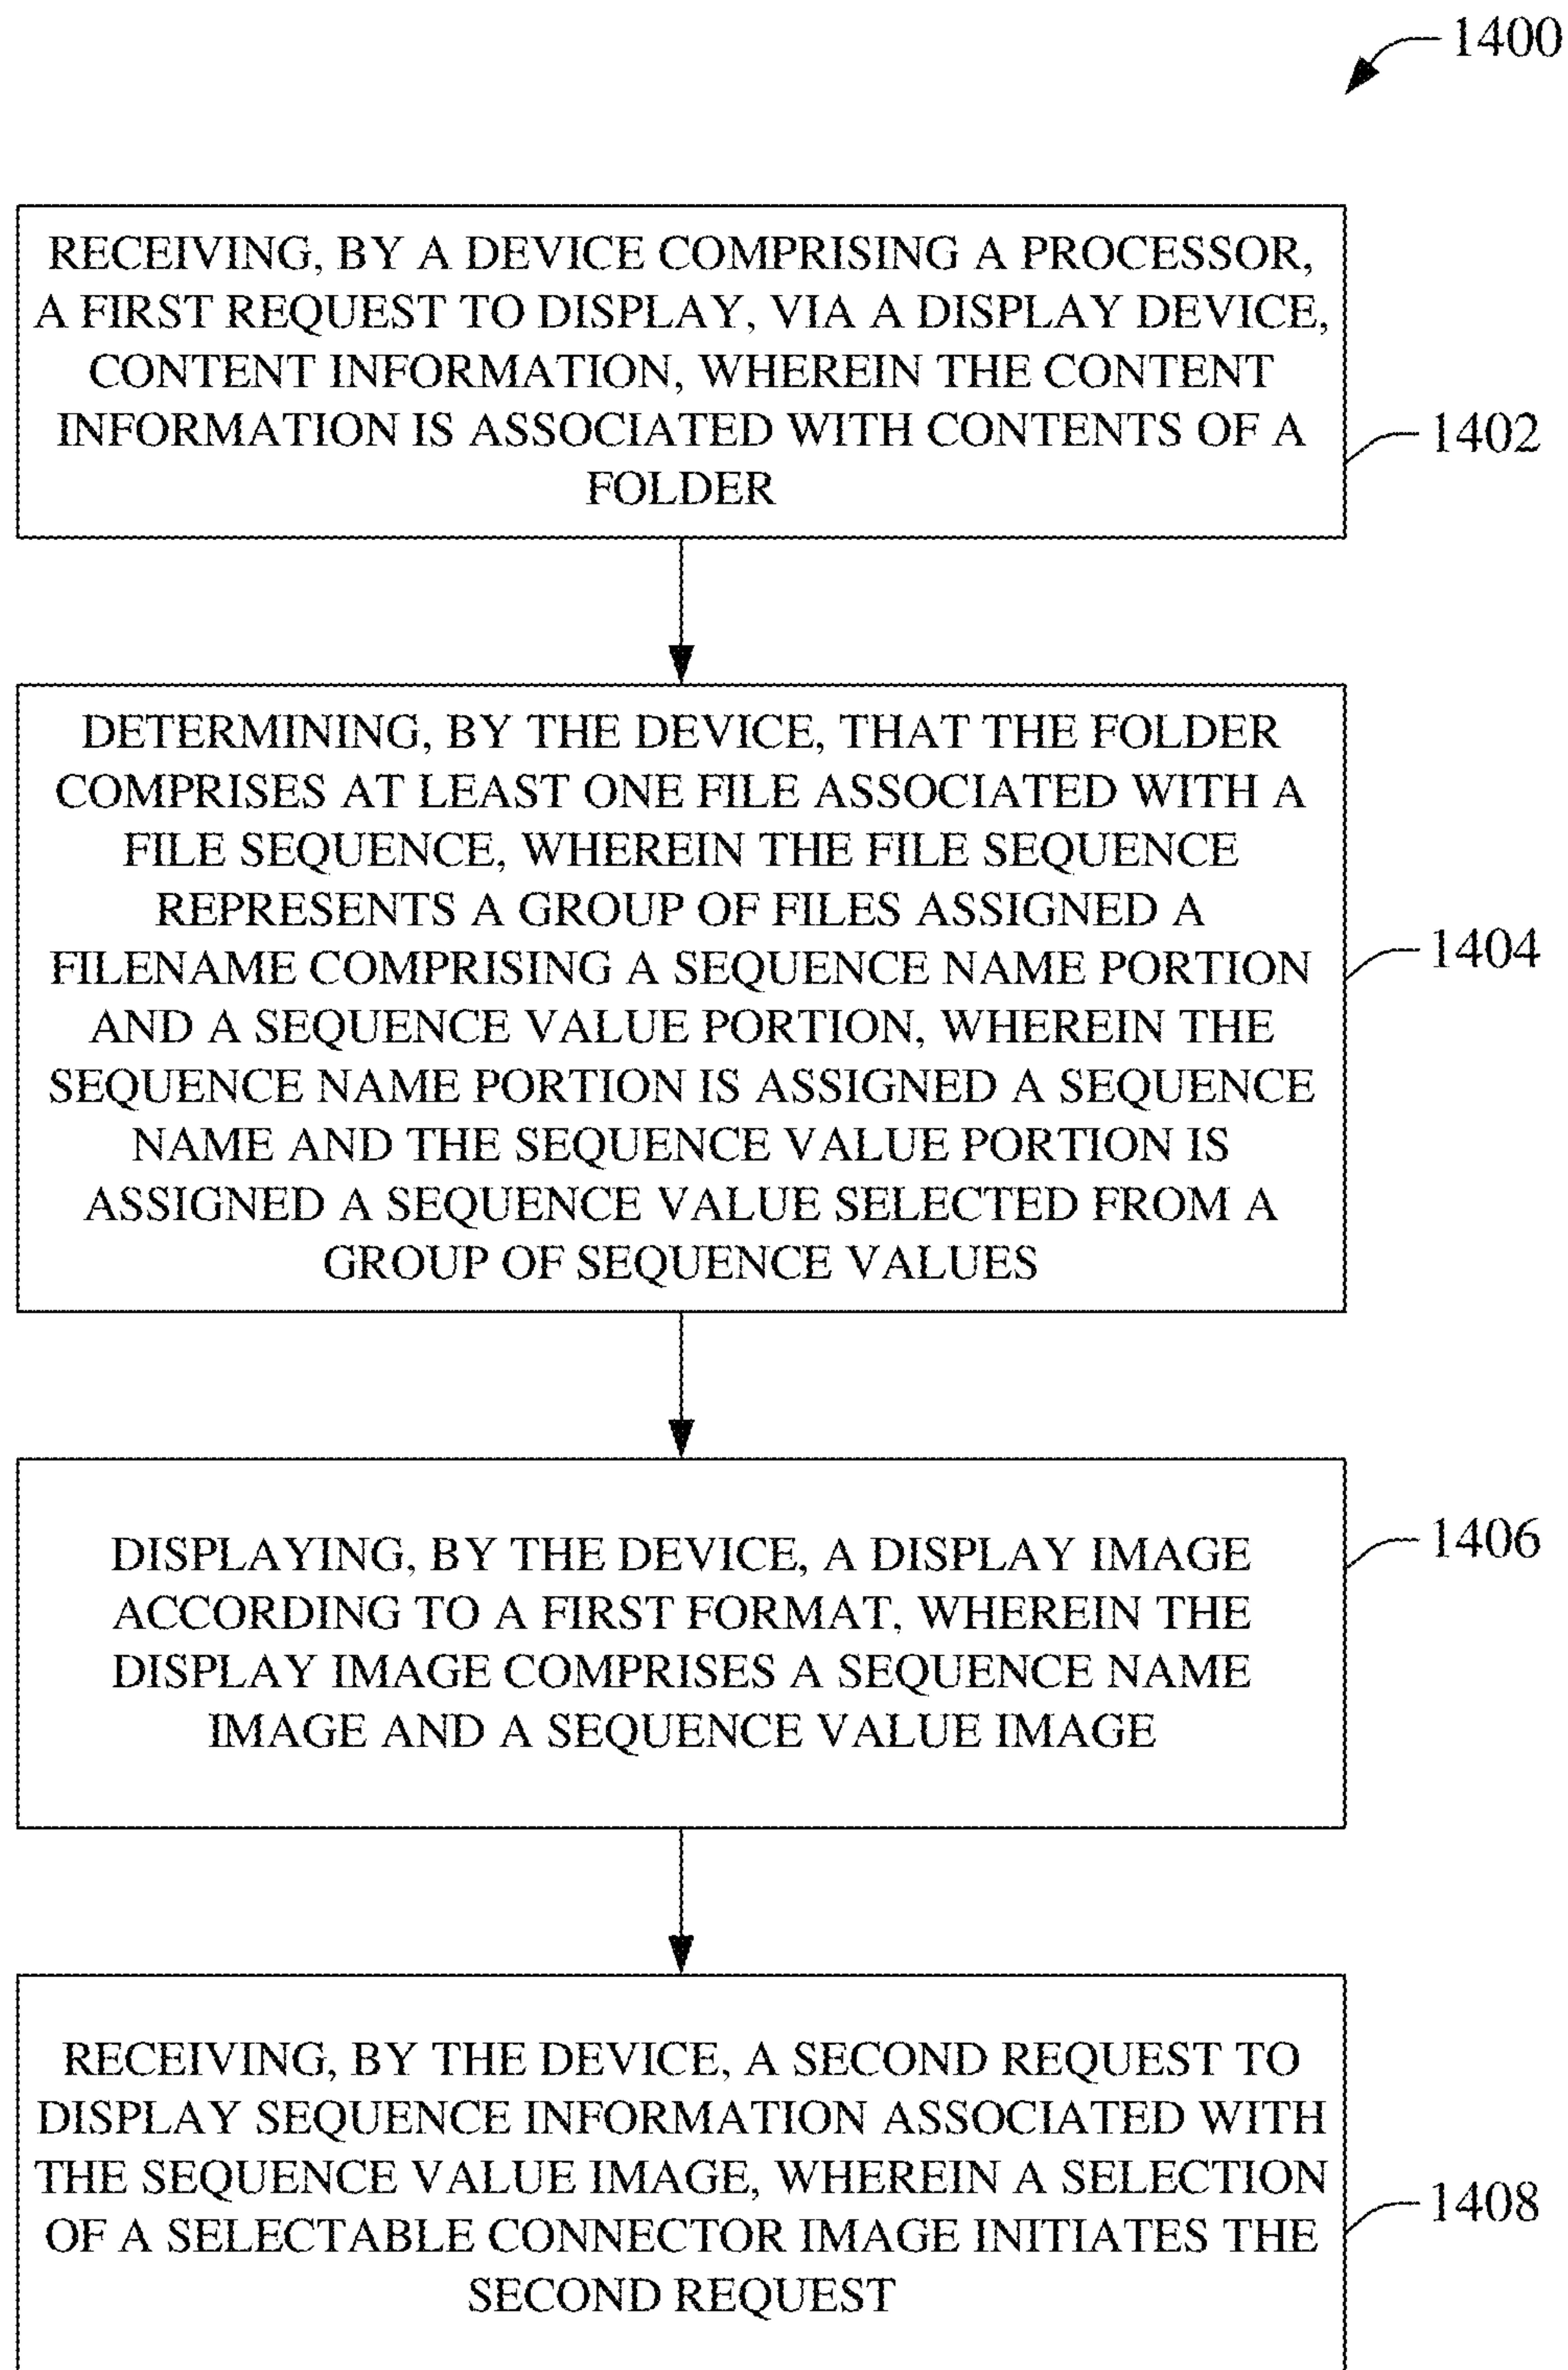 1400
RECEIVING, BY A DEVICE COMPRISING A PROCESSOR,
A FIRST REQUEST TO DISPLAY, VIA A DISPLAY DEVICE,
CONTENT INFORMATION, WHEREIN THE CONTENT
INFORMATION IS ASSOCIATED WITH CONTENTS OF A
FOLDER
1402
DETERMINING, BY THE DEVICE, THAT THE FOLDER
COMPRISES AT LEAST ONE FILE ASSOCIATED WITH A
FILE SEQUENCE, WHEREIN THE FILE SEQUENCE
REPRESENTS A GROUP OF FILES ASSIGNED A
FILENAME COMPRISING A SEQUENCE NAME PORTION
AND A SEQUENCE VALUE PORTION, WHEREIN THE
SEQUENCE NAME PORTION IS ASSIGNED A SEQUENCE
NAME AND THE SEQUENCE VALUE PORTION IS
ASSIGNED A SEQUENCE VALUE SELECTED FROM A
GROUP OF SEQUENCE VALUES
1404
DISPLAYING, BY THE DEVICE, A DISPLAY IMAGE
ACCORDING TO A FIRST FORMAT, WHEREIN THE
DISPLAY IMAGE COMPRISES A SEQUENCE NAME
IMAGE AND A SEQUENCE VALUE IMAGE
1406
RECEIVING, BY THE DEVICE, A SECOND REQUEST TO
DISPLAY SEQUENCE INFORMATION ASSOCIATED WITH
THE SEQUENCE VALUE IMAGE, WHEREIN A SELECTION
OF A SELECTABLE CONNECTOR IMAGE INITIATES THE
SECOND REQUEST
1408